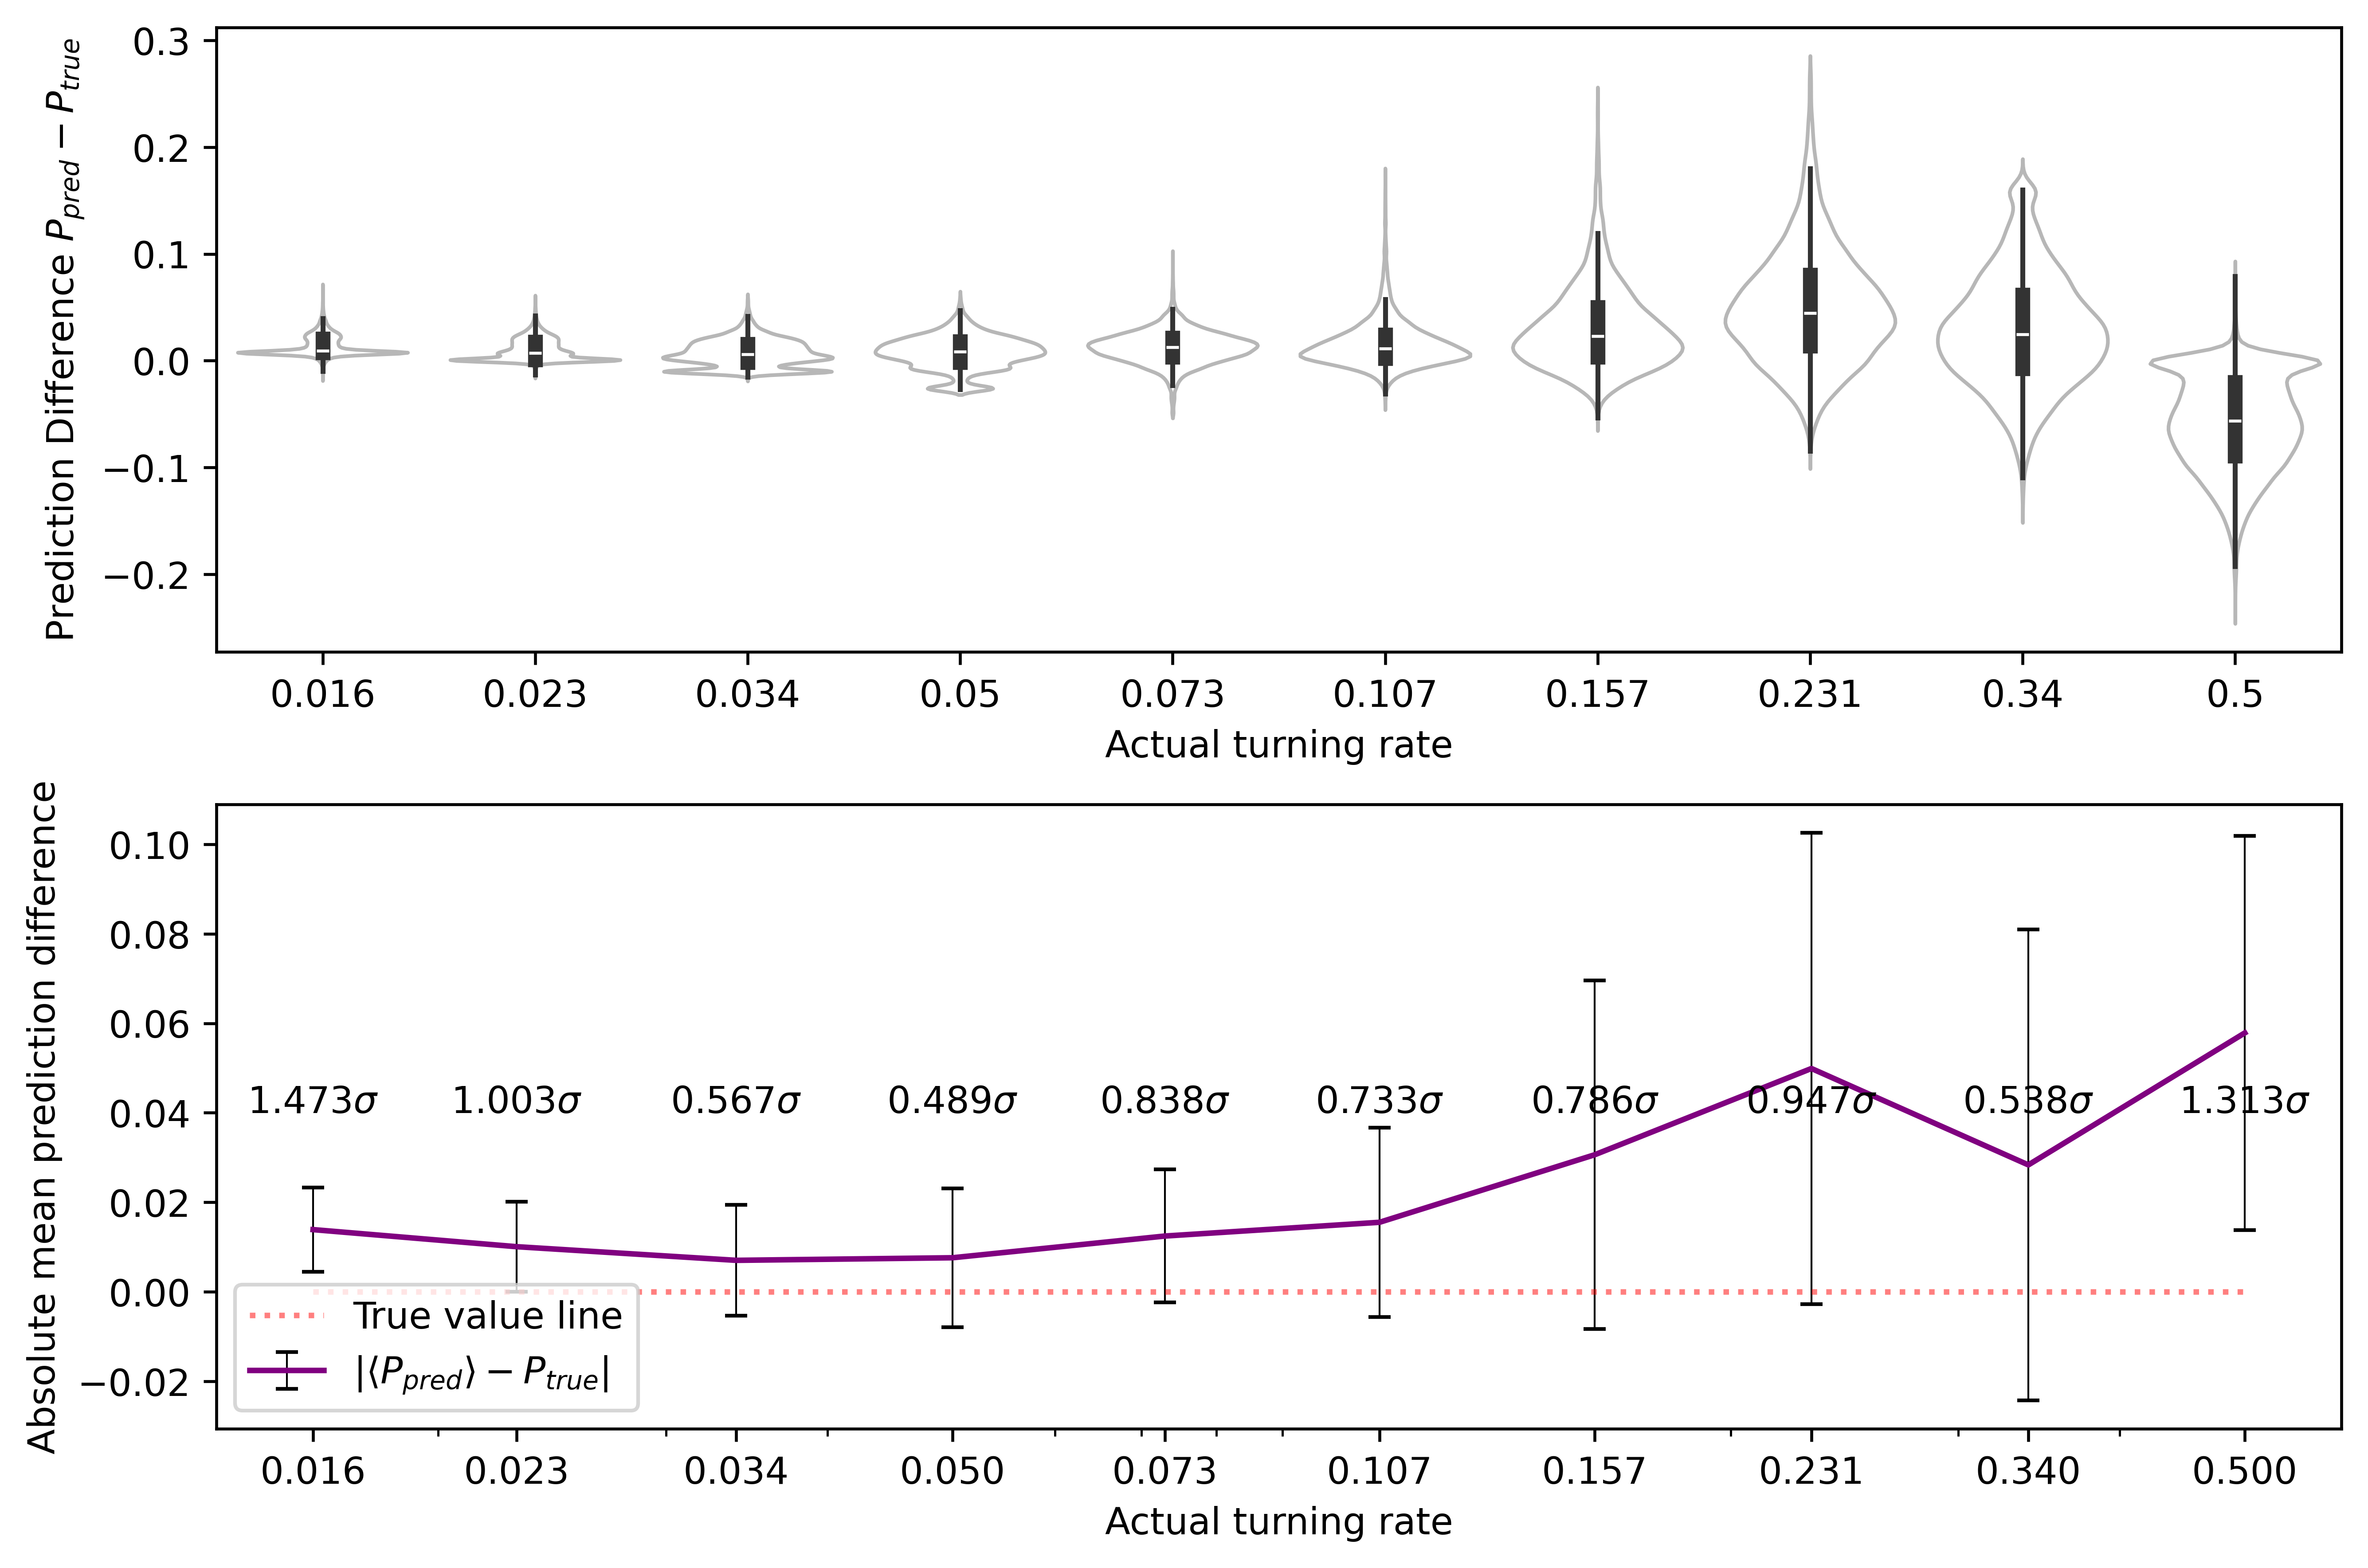 Prediction Difference P_pred − P_true
0.3
0.2
0.1
0.0
−0.1
−0.2
0.016 0.023 0.034 0.05 0.073 0.107 0.157 0.231 0.34 0.5
Actual turning rate
Absolute mean prediction difference
0.10
0.08
0.06
0.04
0.02
0.00
−0.02
1.473σ 1.003σ 0.567σ 0.489σ 0.838σ 0.733σ 0.786σ 0.947σ 0.538σ 1.313σ
True value line
|⟨P_pred⟩ − P_true|
0.016 0.023 0.034 0.050 0.073 0.107 0.157 0.231 0.340 0.500
Actual turning rate